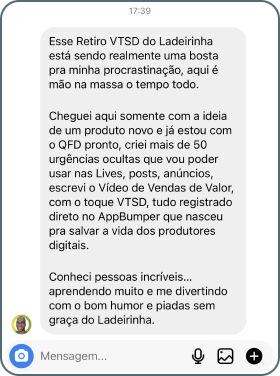 17:39
Esse Retiro VTSD do Ladeirinha
está sendo realmente uma bosta
pra minha procrastinação, aqui é
mão na massa o tempo todo.
Cheguei aqui somente com a ideia
de um produto novo e já estou com
o QFD pronto, criei mais de 50
urgências ocultas que vou poder
usar nas Lives, posts, anúncios,
escrevi o Vídeo de Vendas de Valor,
com o toque VTSD, tudo registrado
direto no AppBumper que nasceu
pra salvar a vida dos produtores
digitais.
Conheci pessoas incríveis...
aprendendo muito e me divertindo
com o bom humor e piadas sem
graça do Ladeirinha.
Mensagem...